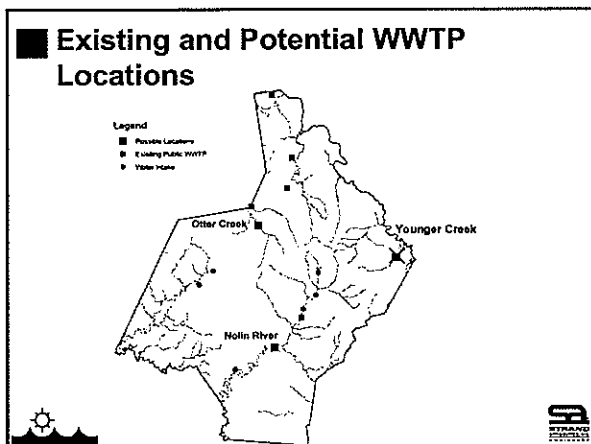 Existing and Potential WWTP
Locations
Legend
Possible Locations
Existing Public WWTP
Water Intake
Otter Creek
Younger Creek
Nolin River
STRAND